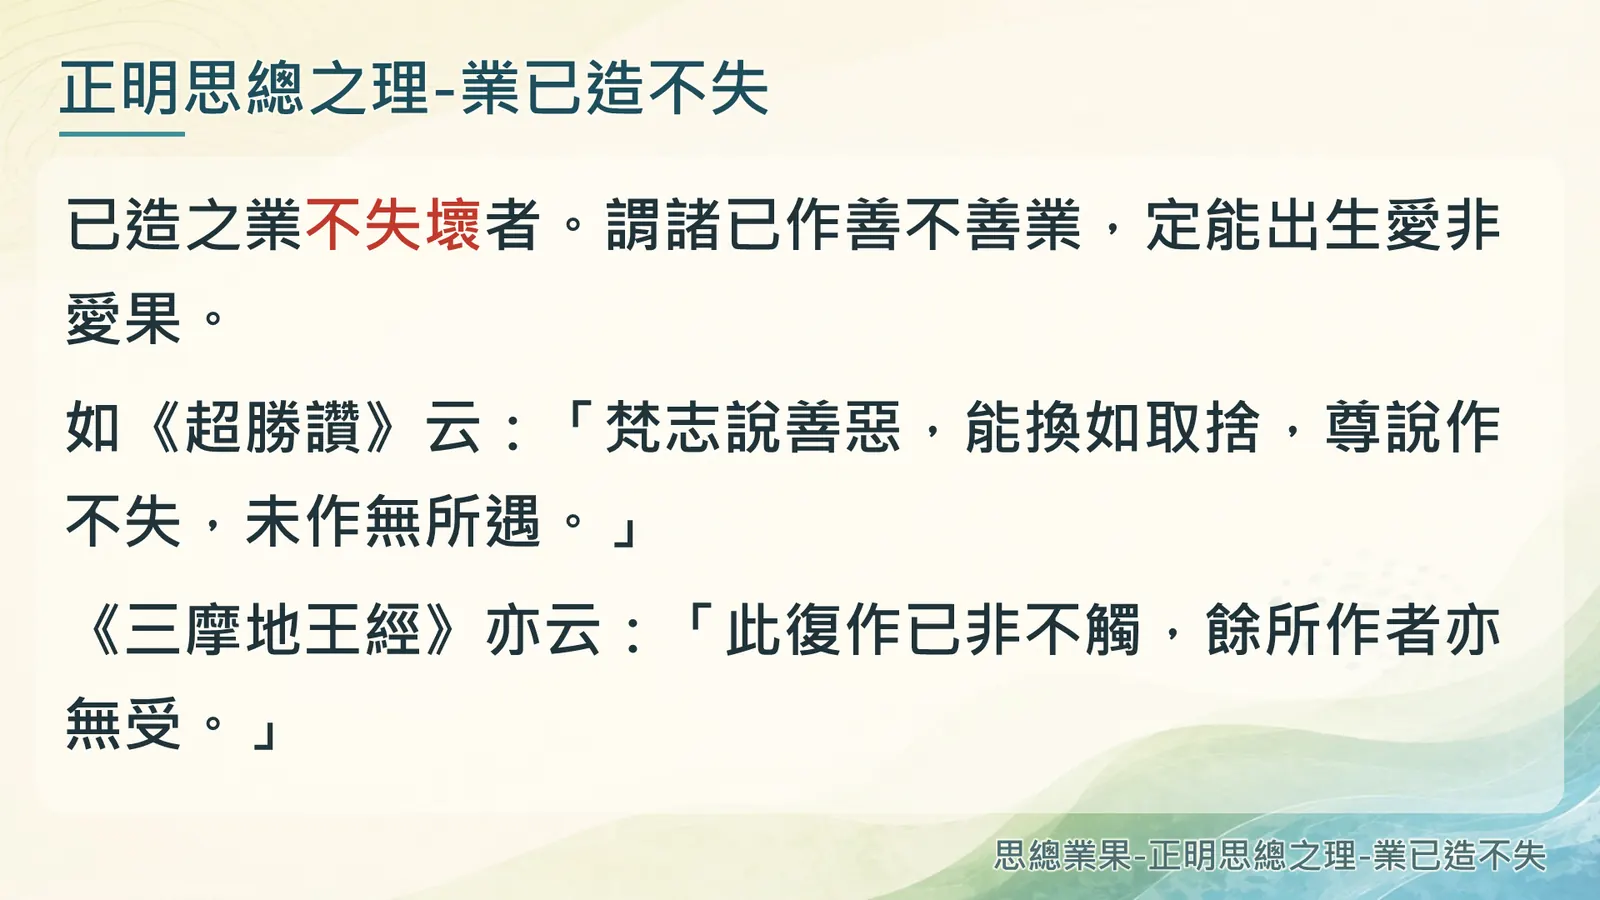 正明思總之理-業已造不失
已造之業不失壞者。謂諸已作善不善業，定能出生愛非
愛果。
如《超勝讚》云：「梵志說善惡，能換如取捨，尊說作
不失，未作無所遇。」
《三摩地王經》亦云：「此復作已非不觸，餘所作者亦
無受。」
思總業果-正明思總之理-業已造不失